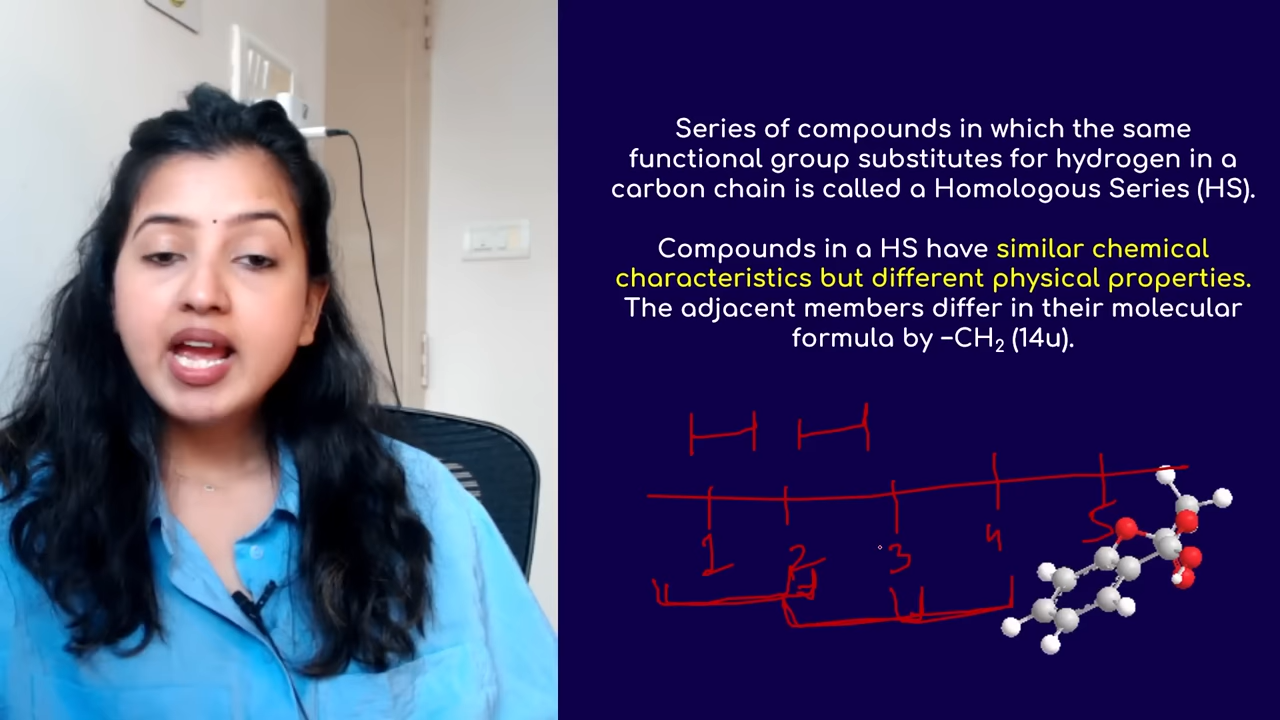 Series of compounds in which the same
functional group substitutes for hydrogen in a
carbon chain is called a Homologous Series (HS).
Compounds in a HS have similar chemical
characteristics but different physical properties.
The adjacent members differ in their molecular
formula by –CH₂ (14u).
1 2 3 4 5